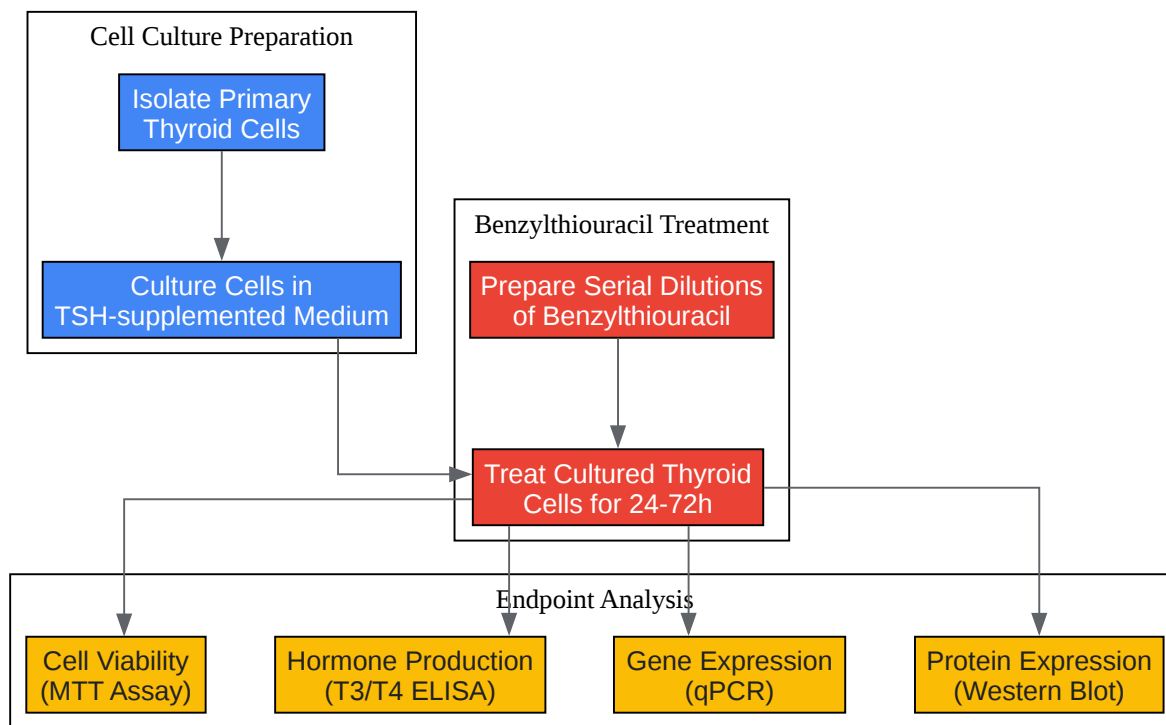 Cell Culture Preparation
Isolate Primary
Thyroid Cells
Culture Cells in
TSH-supplemented Medium
Benzylthiouracil Treatment
Prepare Serial Dilutions
of Benzylthiouracil
Treat Cultured Thyroid
Cells for 24-72h
Endpoint Analysis
Cell Viability
(MTT Assay)
Hormone Production
(T3/T4 ELISA)
Gene Expression
(qPCR)
Protein Expression
(Western Blot)